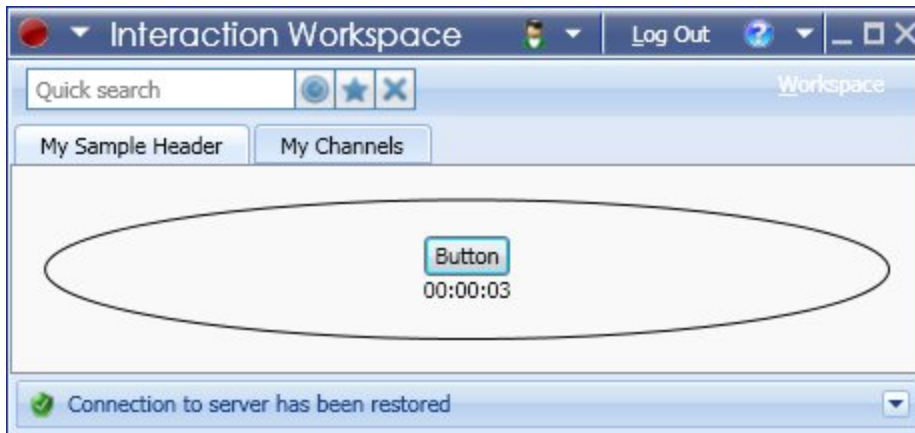 Interaction Workspace Log Out
Quick search Workspace
My Sample Header My Channels
Button
00:00:03
Connection to server has been restored